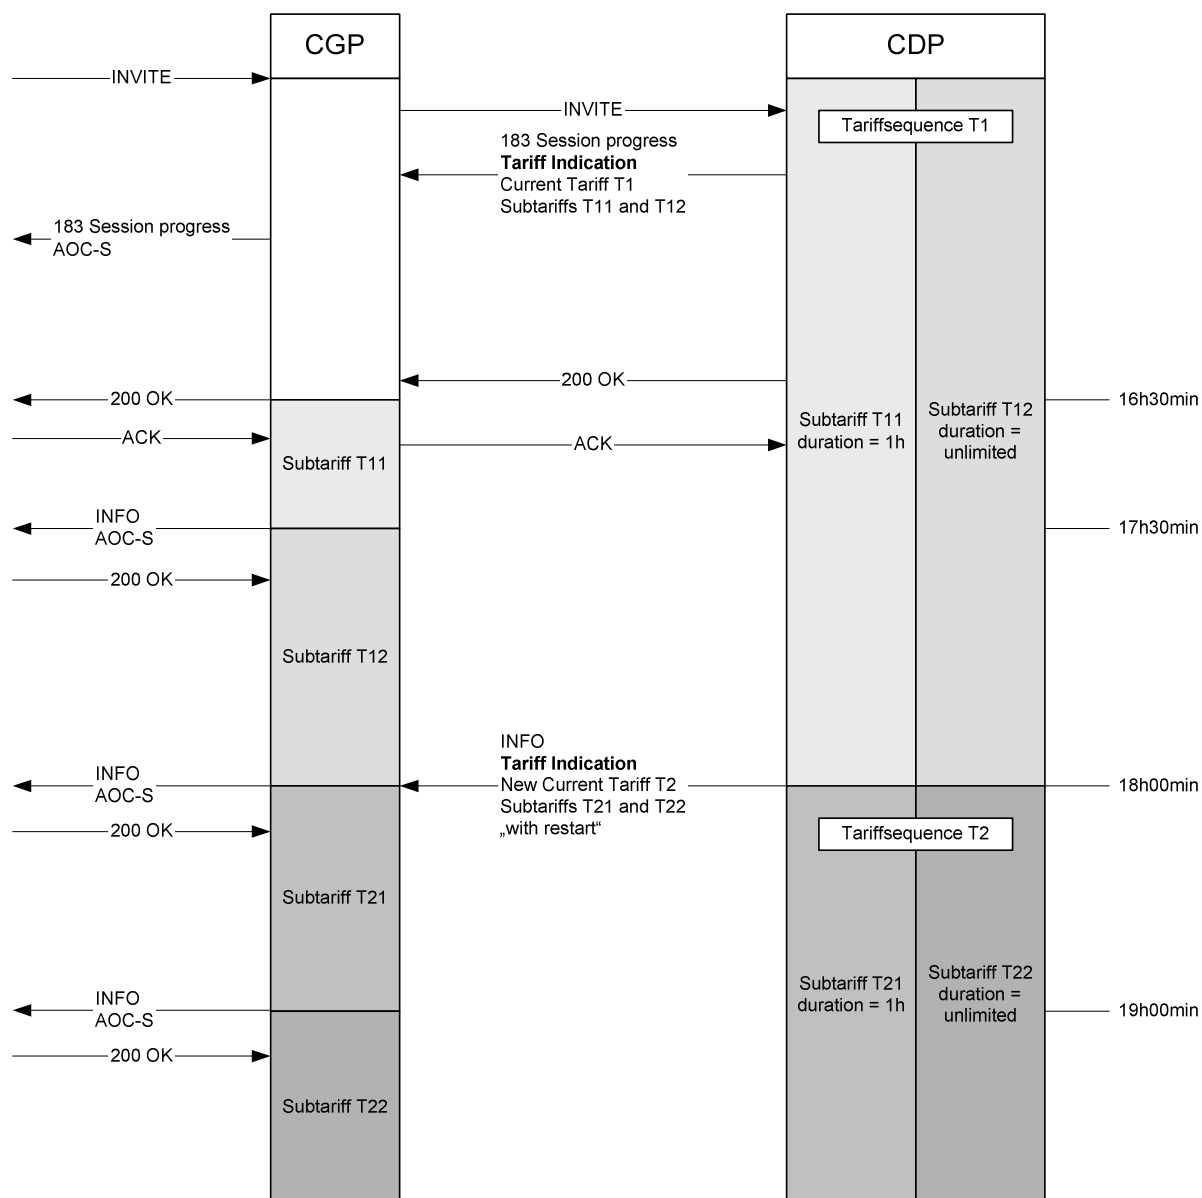 CGP
CDP
INVITE
INVITE
Tariffsequence T1
183 Session progress
Tariff Indication
Current Tariff T1
Subtariffs T11 and T12
183 Session progress
AOC-S
200 OK
200 OK
16h30min
ACK
ACK
Subtariff T11
duration = 1h
Subtariff T12
duration =
unlimited
Subtariff T11
INFO
AOC-S
17h30min
200 OK
Subtariff T12
INFO
Tariff Indication
New Current Tariff T2
Subtariffs T21 and T22
„with restart“
INFO
AOC-S
18h00min
200 OK
Tariffsequence T2
Subtariff T21
Subtariff T21
duration = 1h
Subtariff T22
duration =
unlimited
INFO
AOC-S
19h00min
200 OK
Subtariff T22